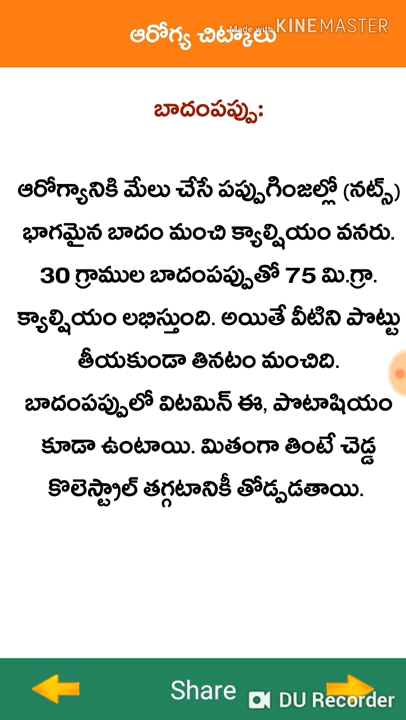 ఆరోగ్య చిట్కాలు
Made with KINEMASTER
బాదంపప్పు:
ఆరోగ్యానికి మేలు చేసే పప్పుగింజల్లో (నట్స్)
భాగమైన బాదం మంచి క్యాల్షియం వనరు.
30 గ్రాముల బాదంపప్పుతో 75 మి.గ్రా.
క్యాల్షియం లభిస్తుంది. అయితే వీటిని పొట్టు
తీయకుండా తినటం మంచిది.
బాదంపప్పులో విటమిన్ ఈ, పొటాషియం
కూడా ఉంటాయి. మితంగా తింటే చెడ్డ
కొలెస్ట్రాల్ తగ్గటానికీ తోడ్పడతాయి.
Share
DU Recorder